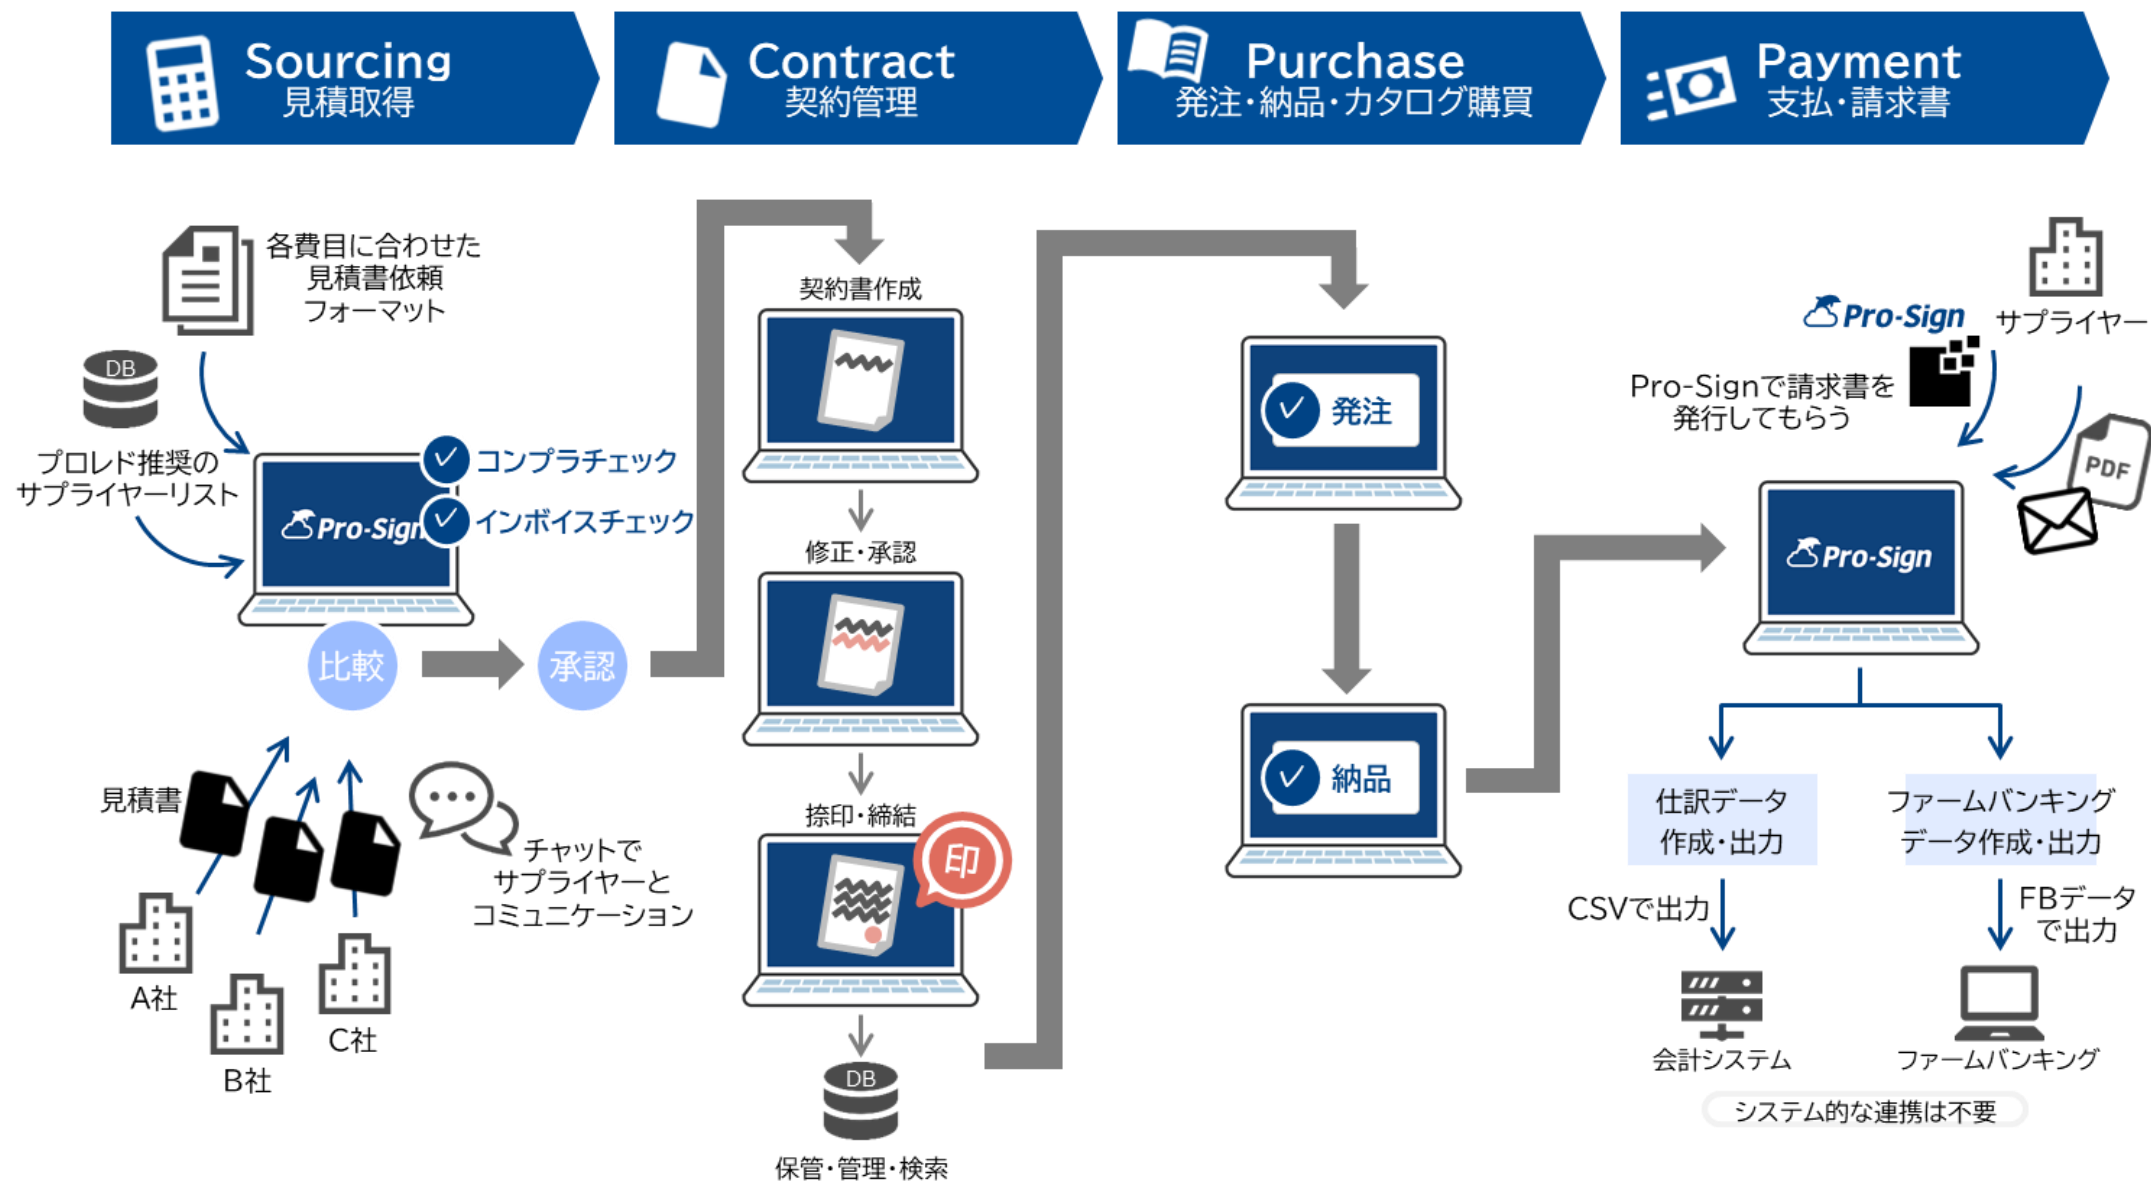 Sourcing
見積取得
Contract
契約管理
Purchase
発注・納品・カタログ購買
Payment
支払・請求書
各費目に合わせた
見積書依頼
フォーマット
DB
プロレド推奨の
サプライヤーリスト
Pro-Sign
コンプラチェック
インボイスチェック
比較
承認
見積書
チャットで
サプライヤーと
コミュニケーション
A社
B社
C社
契約書作成
修正・承認
捺印・締結
印
DB
保管・管理・検索
発注
納品
Pro-Sign
サプライヤー
Pro-Signで請求書を
発行してもらう
PDF
Pro-Sign
仕訳データ
作成・出力
ファームバンキング
データ作成・出力
CSVで出力
FBデータ
で出力
会計システム
ファームバンキング
システム的な連携は不要